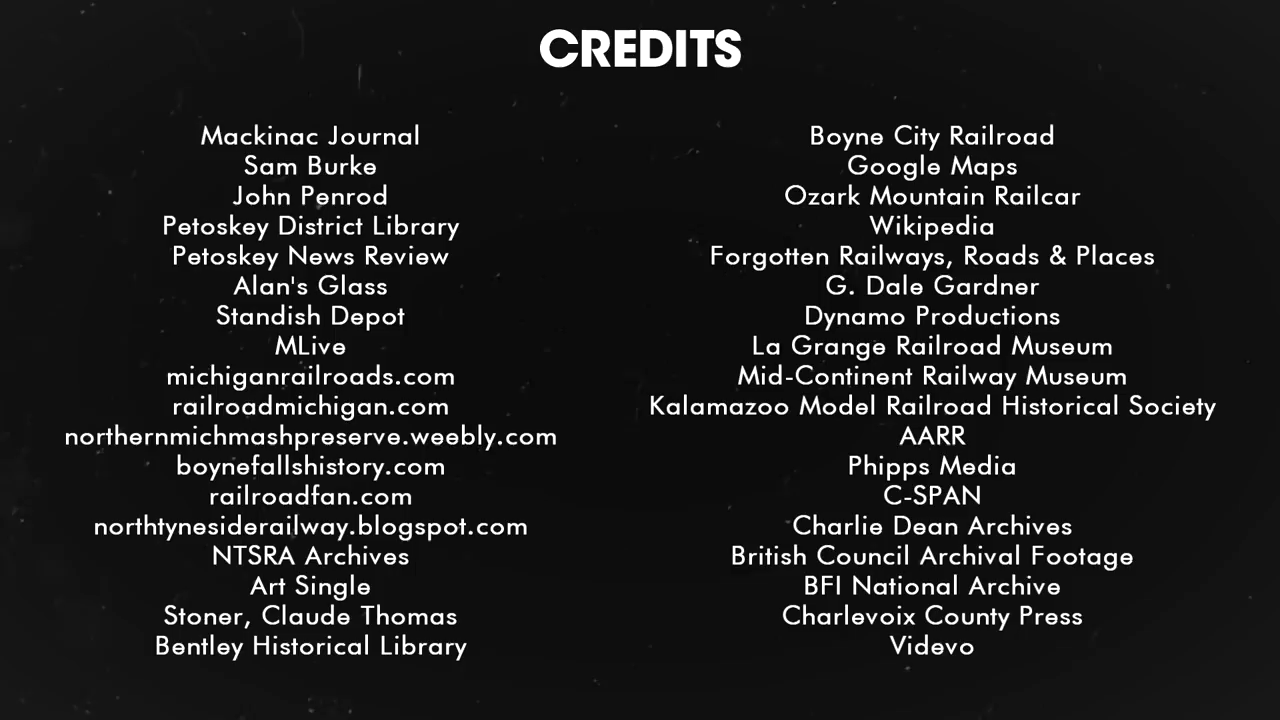 CREDITS
Mackinac Journal
Sam Burke
John Penrod
Petoskey District Library
Petoskey News Review
Alan's Glass
Standish Depot
MLive
michiganrailroads.com
railroadmichigan.com
northernmichmashpreserve.weebly.com
boynefallshistory.com
railroadfan.com
northtynesiderailway.blogspot.com
NTSRA Archives
Art Single
Stoner, Claude Thomas
Bentley Historical Library
Boyne City Railroad
Google Maps
Ozark Mountain Railcar
Wikipedia
Forgotten Railways, Roads & Places
G. Dale Gardner
Dynamo Productions
La Grange Railroad Museum
Mid-Continent Railway Museum
Kalamazoo Model Railroad Historical Society
AARR
Phipps Media
C-SPAN
Charlie Dean Archives
British Council Archival Footage
BFI National Archive
Charlevoix County Press
Videvo